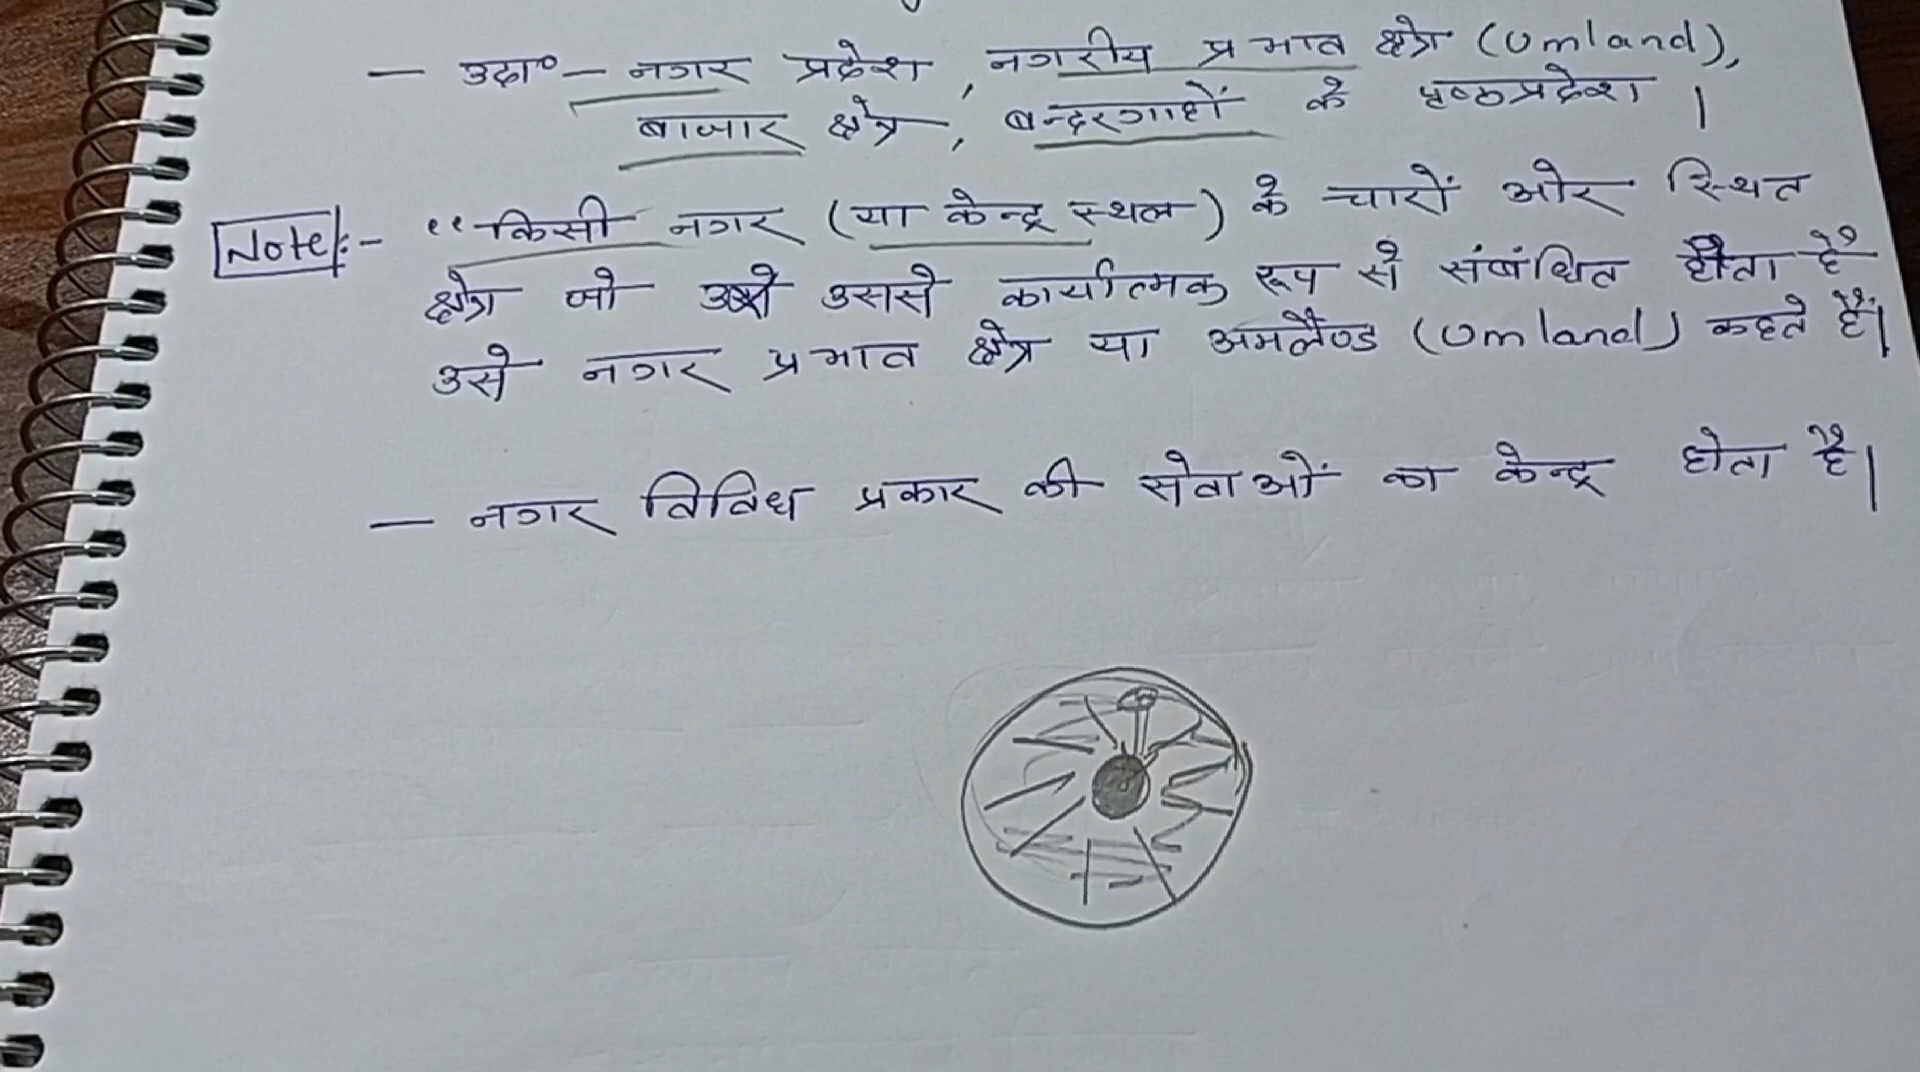 — उदा० – नगर प्रदेश, नगरीय प्रभाव क्षेत्र (Umland),
बाजार क्षेत्र, बन्दरगाहों के पृष्ठप्रदेश।
Note:- "किसी नगर (या केन्द्र स्थल) के चारों ओर स्थित
क्षेत्र जो उससे कार्यात्मक रूप से संबंधित होता है
उसे नगर प्रभाव क्षेत्र या अमलैण्ड (Umland) कहते हैं।
— नगर विविध प्रकार की सेवाओं का केन्द्र होता है।